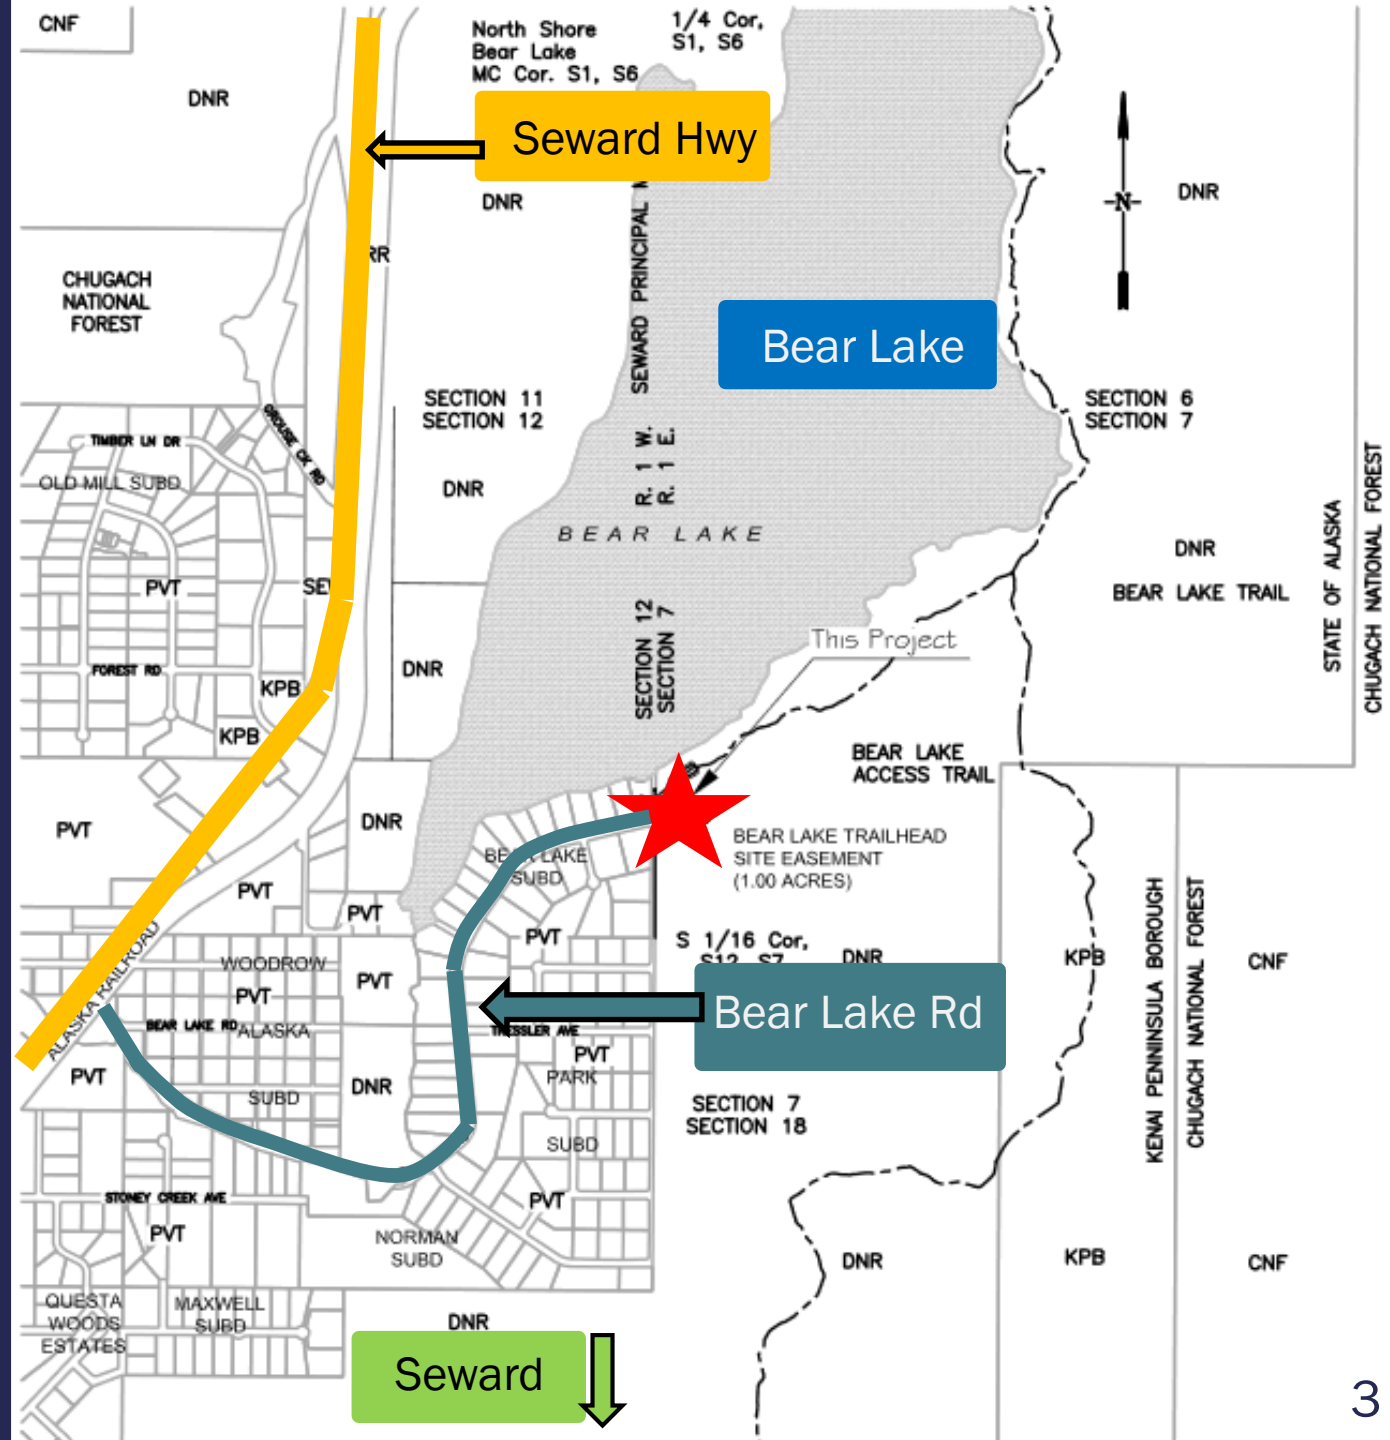 CNF
DNR
North Shore
Bear Lake
MC Cor. S1, S6
1/4 Cor,
S1, S6
Seward Hwy
DNR
DNR
-N-
RR
SEWARD PRINCIPAL
CHUGACH
NATIONAL
FOREST
Bear Lake
SECTION 11
SECTION 12
SECTION 6
SECTION 7
R. 1 W.
R. 1 E.
GROUSE CK RD
TIMBER LN DR
OLD MILL SUBD
DNR
BEAR LAKE
DNR
BEAR LAKE TRAIL
STATE OF ALASKA
CHUGACH NATIONAL FOREST
PVT
SECTION 12
SECTION 7
This Project
FOREST RD
KPB
DNR
KPB
BEAR LAKE
ACCESS TRAIL
PVT
DNR
BEAR LAKE TRAILHEAD
SITE EASEMENT
(1.00 ACRES)
BEAR LAKE
SUBD
PVT
PVT
PVT
S 1/16 Cor,
S12, S7
DNR
KPB
CNF
KENAI PENNINSULA BOROUGH
CHUGACH NATIONAL FOREST
ALASKA RAILROAD
WOODROW
PVT
PVT
BEAR LAKE RD
ALASKA
Bear Lake Rd
TRESSLER AVE
PVT
PVT
PARK
SUBD
DNR
SECTION 7
SECTION 18
SUBD
STONEY CREEK AVE
PVT
PVT
NORMAN
SUBD
DNR
KPB
CNF
QUESTA
WOODS
ESTATES
MAXWELL
SUBD
DNR
Seward
3